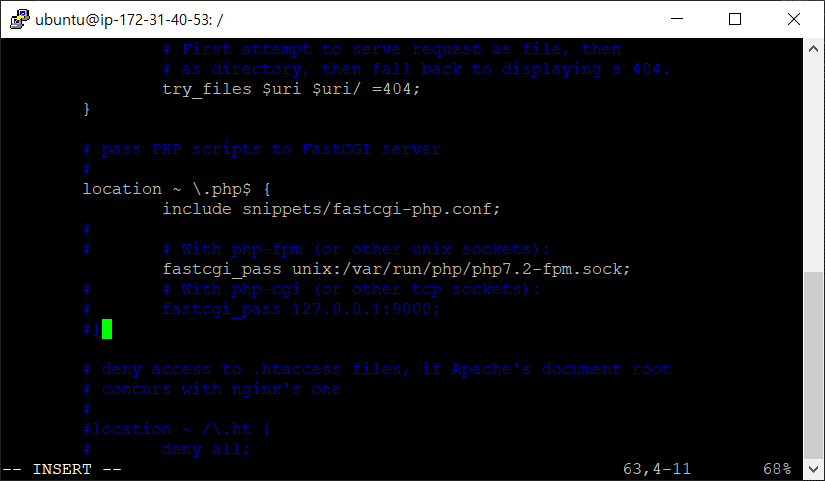 ubuntu@ip-172-31-40-53: /
# First attempt to serve request as file, then
# as directory, then fall back to displaying a 404.
try_files $uri $uri/ =404;
}
# pass PHP scripts to FastCGI server
#
location ~ \.php$ {
include snippets/fastcgi-php.conf;
#
# # With php-fpm (or other unix sockets):
fastcgi_pass unix:/var/run/php/php7.2-fpm.sock;
# # With php-cgi (or other tcp sockets):
# fastcgi_pass 127.0.0.1:9000;
#}
# deny access to .htaccess files, if Apache's document root
# concurs with nginx's one
#
#location ~ /\.ht {
# deny all;
-- INSERT -- 63,4-11 68%